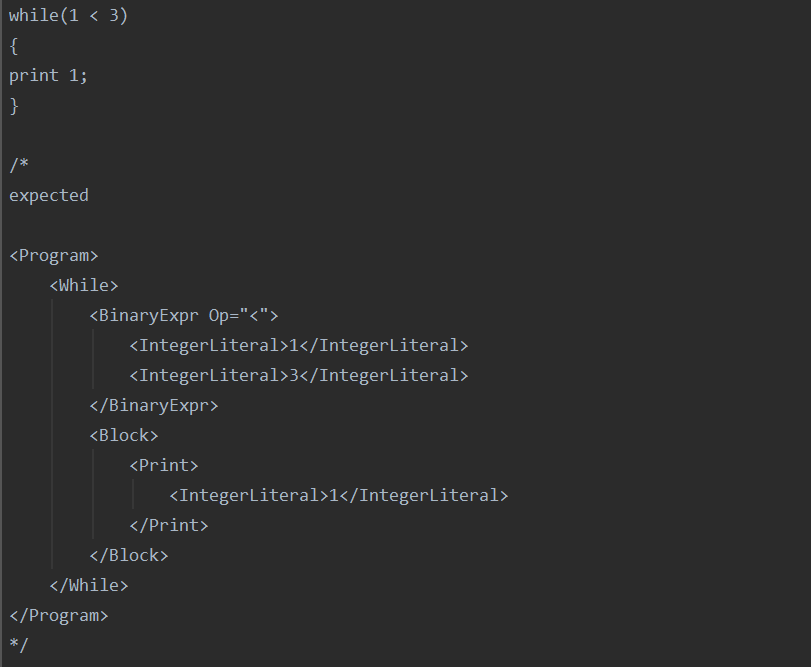 while(1 < 3)
{
print 1;
}
/*
expected
<Program>
<While>
<BinaryExpr Op="<">
<IntegerLiteral>1</IntegerLiteral>
<IntegerLiteral>3</IntegerLiteral>
</BinaryExpr>
<Block>
<Print>
<IntegerLiteral>1</IntegerLiteral>
</Print>
</Block>
</While>
</Program>
*/